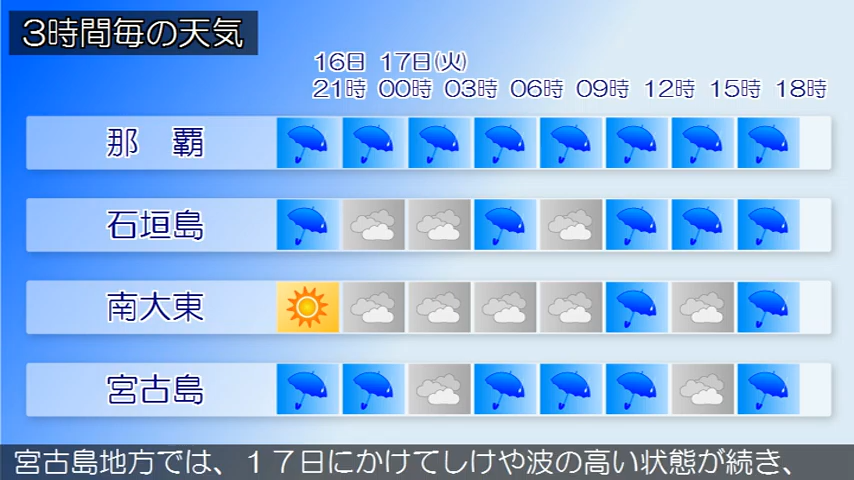 3時間毎の天気
16日 17日(火)
21時 00時 03時 06時 09時 12時 15時 18時
那 覇
石垣島
南大東
宮古島
宮古島地方では、１７日にかけてしけや波の高い状態が続き、